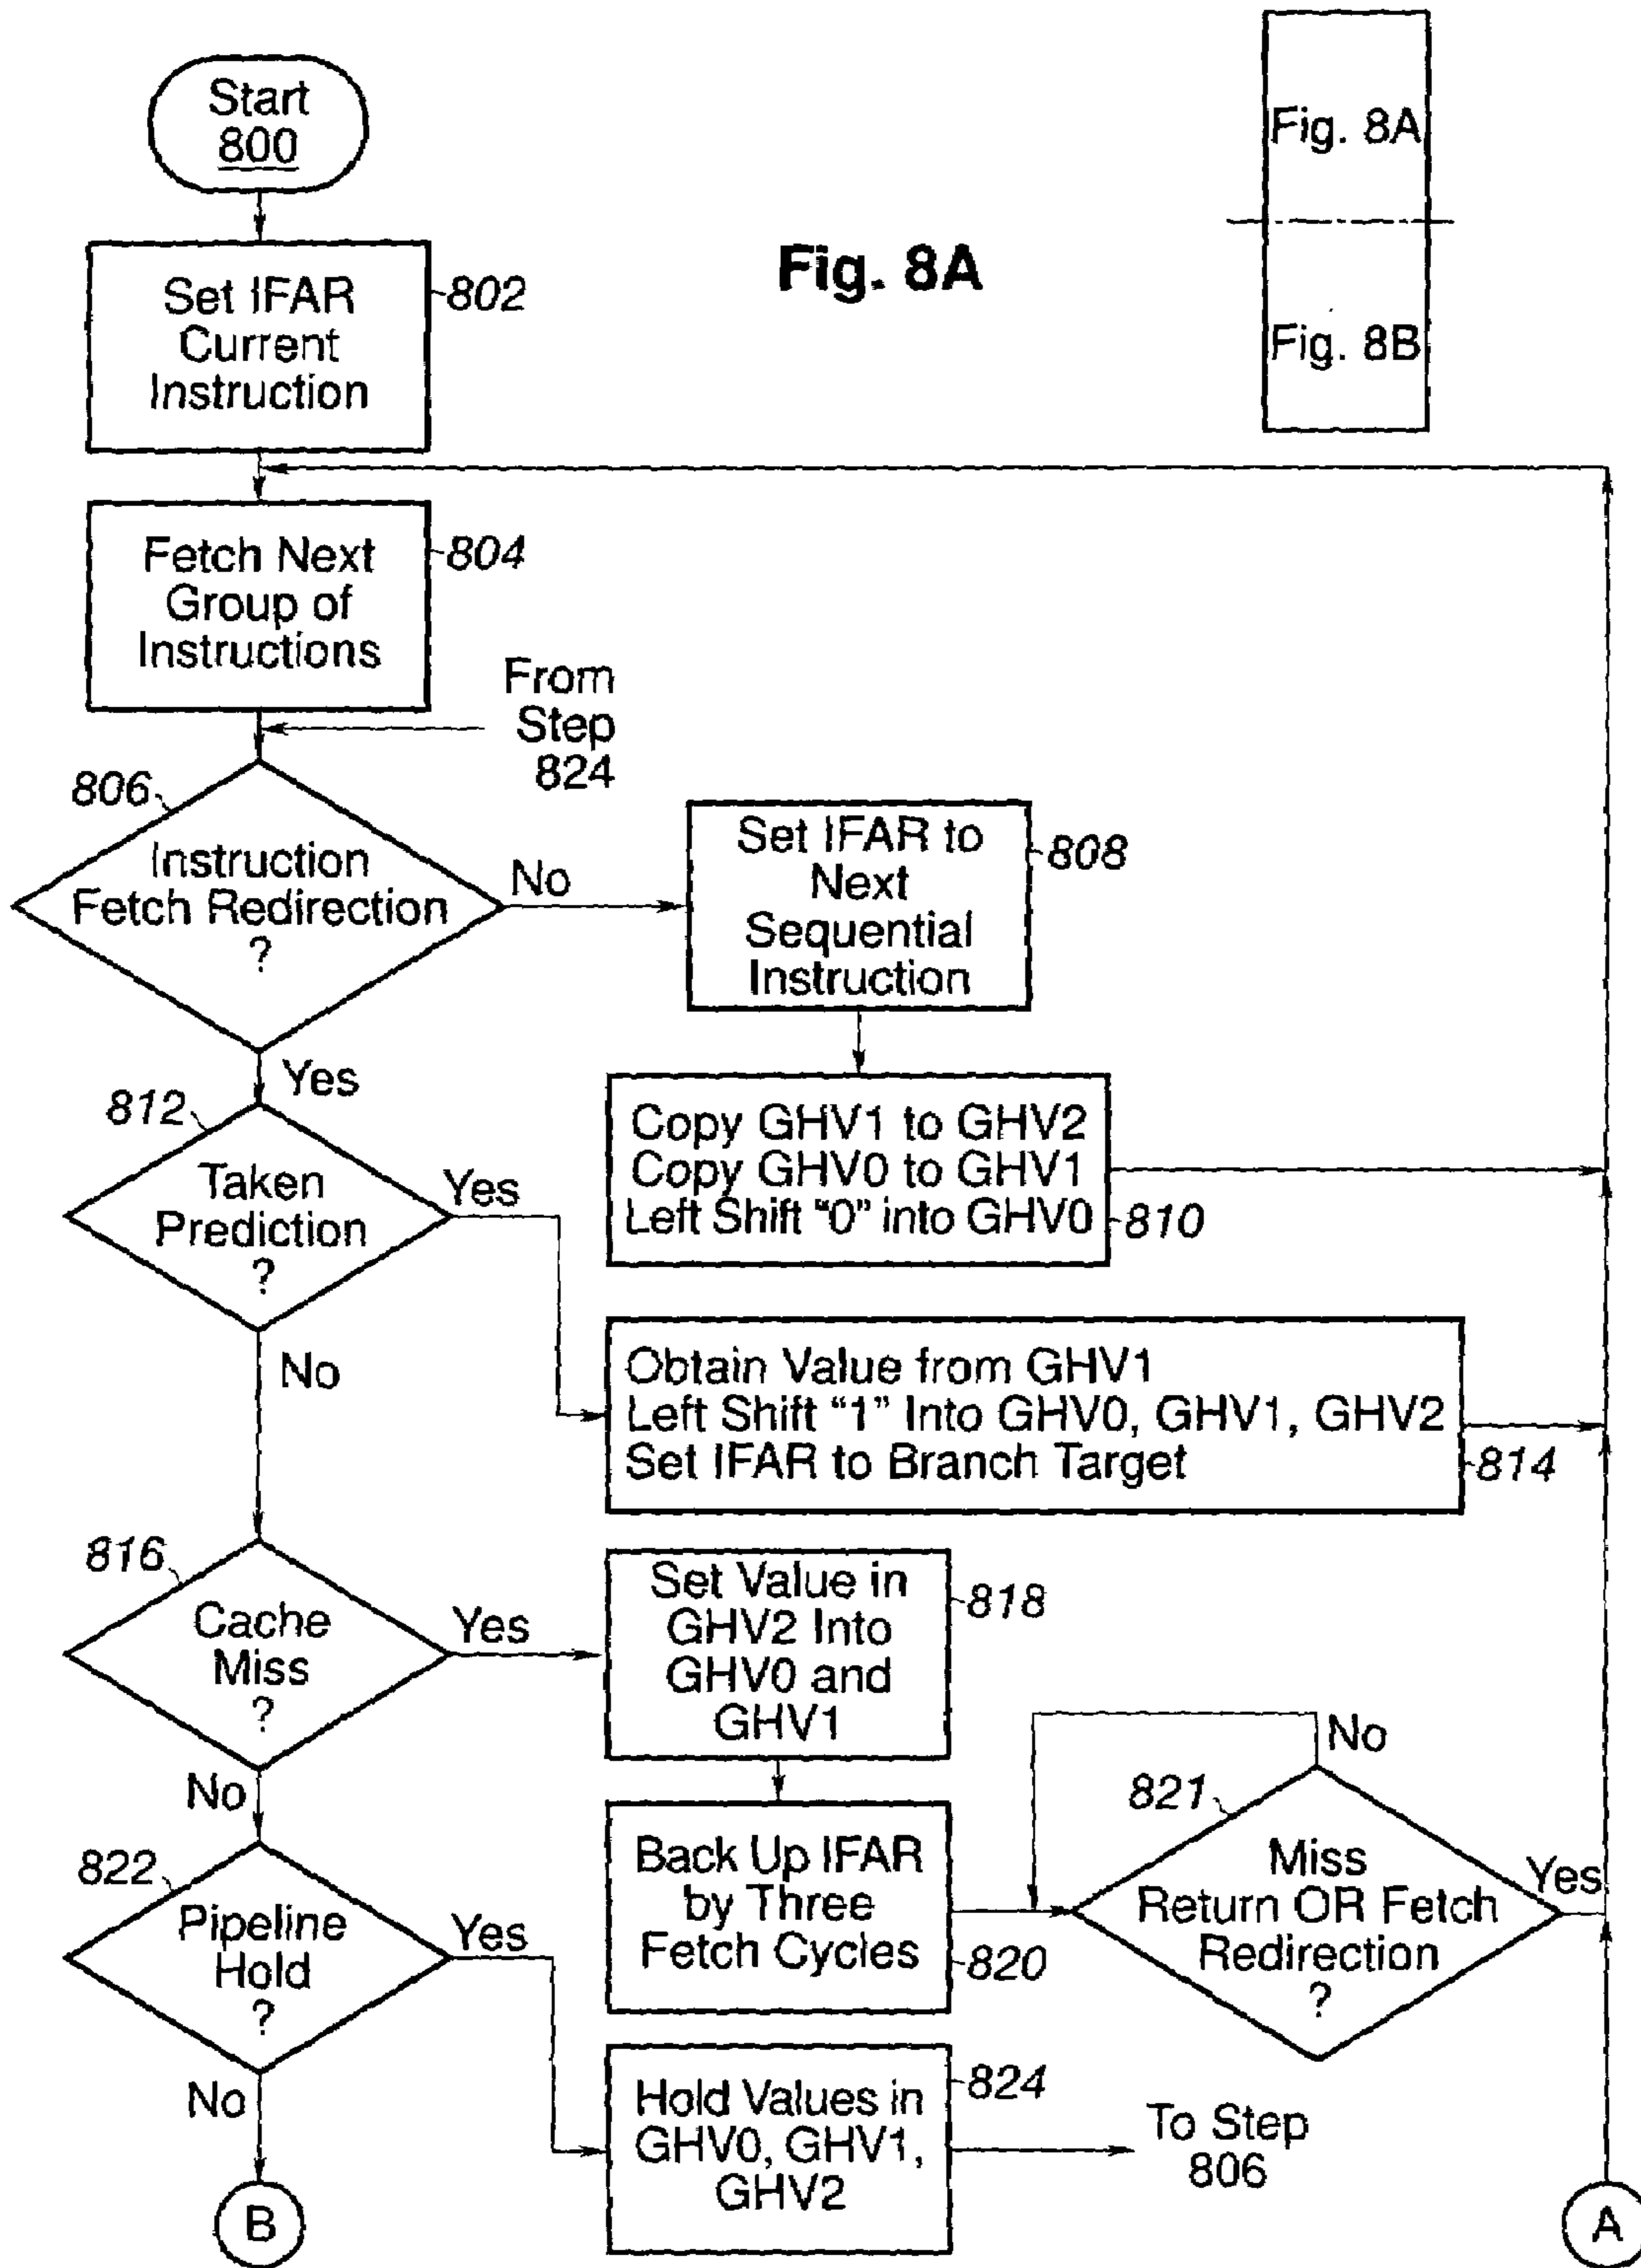 Start
800
Fig. 8A
Fig. 8B
Fig. 8A
Set IFAR
Current
Instruction
802
Fetch Next
Group of
Instructions
804
From
Step
824
806
Instruction
Fetch Redirection
?
No
Yes
Set IFAR to
Next
Sequential
Instruction
808
Copy GHV1 to GHV2
Copy GHV0 to GHV1
Left Shift “0” into GHV0
810
812
Taken
Prediction
?
Yes
No
Obtain Value from GHV1
Left Shift “1” Into GHV0, GHV1, GHV2
Set IFAR to Branch Target
814
816
Cache
Miss
?
Yes
No
Set Value in
GHV2 Into
GHV0 and
GHV1
818
Back Up IFAR
by Three
Fetch Cycles
820
821
Miss
Return OR Fetch
Redirection
?
No
Yes
822
Pipeline
Hold
?
Yes
No
Hold Values in
GHV0, GHV1,
GHV2
824
To Step
806
B
A